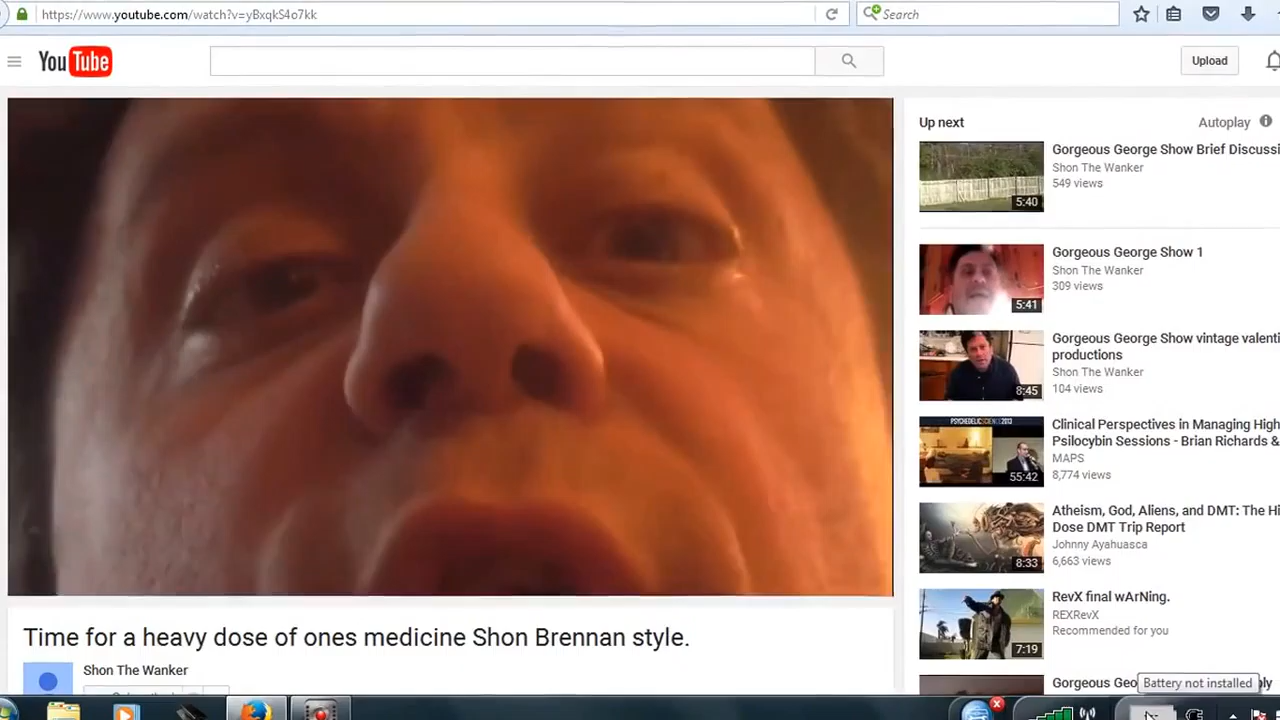 https://www.youtube.com/watch?v=yBxqkS4o7kk
Search
YouTube
Upload
Up next
Autoplay
Gorgeous George Show Brief Discussi
Shon The Wanker
549 views
5:40
Gorgeous George Show 1
Shon The Wanker
309 views
5:41
Gorgeous George Show vintage valenti
productions
Shon The Wanker
104 views
8:45
PSYCHEDELIC SCIENCE 2013
Clinical Perspectives in Managing High
Psilocybin Sessions - Brian Richards &
MAPS
8,774 views
55:42
Atheism, God, Aliens, and DMT: The Hi
Dose DMT Trip Report
Johnny Ayahuasca
6,663 views
8:33
RevX final wArNing.
REXRevX
Recommended for you
7:19
Time for a heavy dose of ones medicine Shon Brennan style.
Shon The Wanker
Gorgeous Ge
Battery not installed